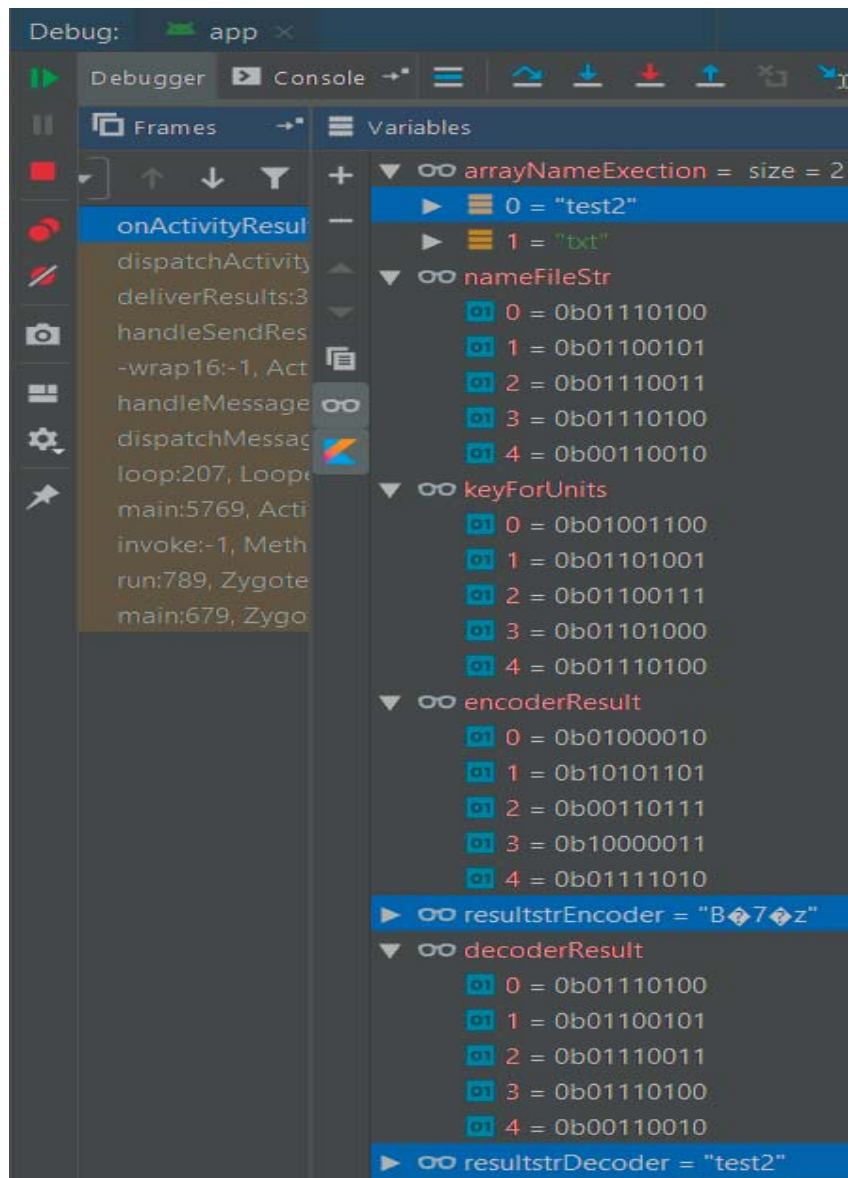 Debug: app ×
Debugger Console
Frames
Variables
onActivityResul
dispatchActivity
deliverResults:3
handleSendRes
-wrap16:-1, Act
handleMessage
dispatchMessag
loop:207, Loope
main:5769, Acti
invoke:-1, Meth
run:789, Zygote
main:679, Zygo
arrayNameExection = size = 2
0 = "test2"
1 = "txt"
nameFileStr
0 = 0b01110100
1 = 0b01100101
2 = 0b01110011
3 = 0b01110100
4 = 0b00110010
keyForUnits
0 = 0b01001100
1 = 0b01101001
2 = 0b01100111
3 = 0b01101000
4 = 0b01110100
encoderResult
0 = 0b01000010
1 = 0b10101101
2 = 0b00110111
3 = 0b10000011
4 = 0b01111010
resultstrEncoder = "B�7�z"
decoderResult
0 = 0b01110100
1 = 0b01100101
2 = 0b01110011
3 = 0b01110100
4 = 0b00110010
resultstrDecoder = "test2"